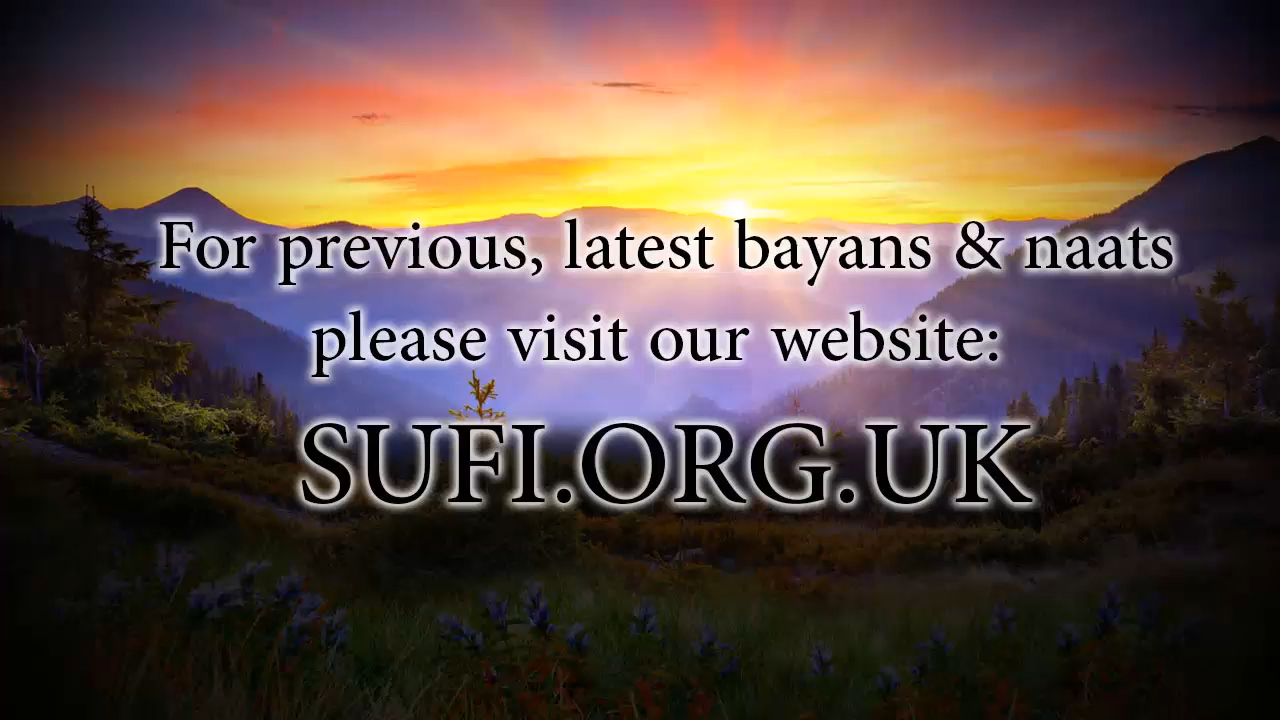 For previous, latest bayans & naats
please visit our website:
SUFI.ORG.UK